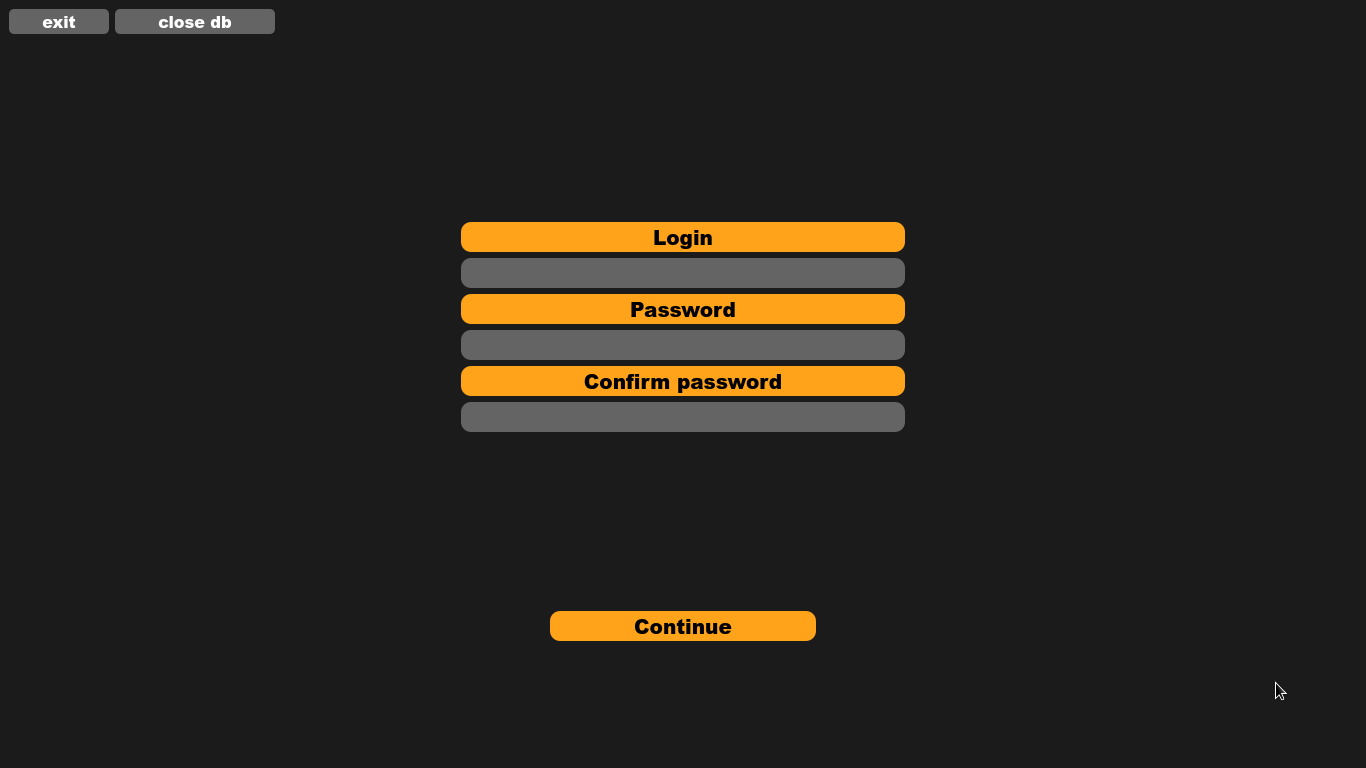 exit close db
Login
Password
Confirm password
Continue